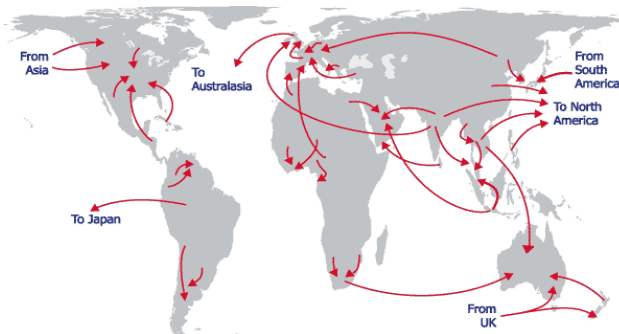 From
Asia
To
Australasia
From
South
America
To North
America
To Japan
From
UK